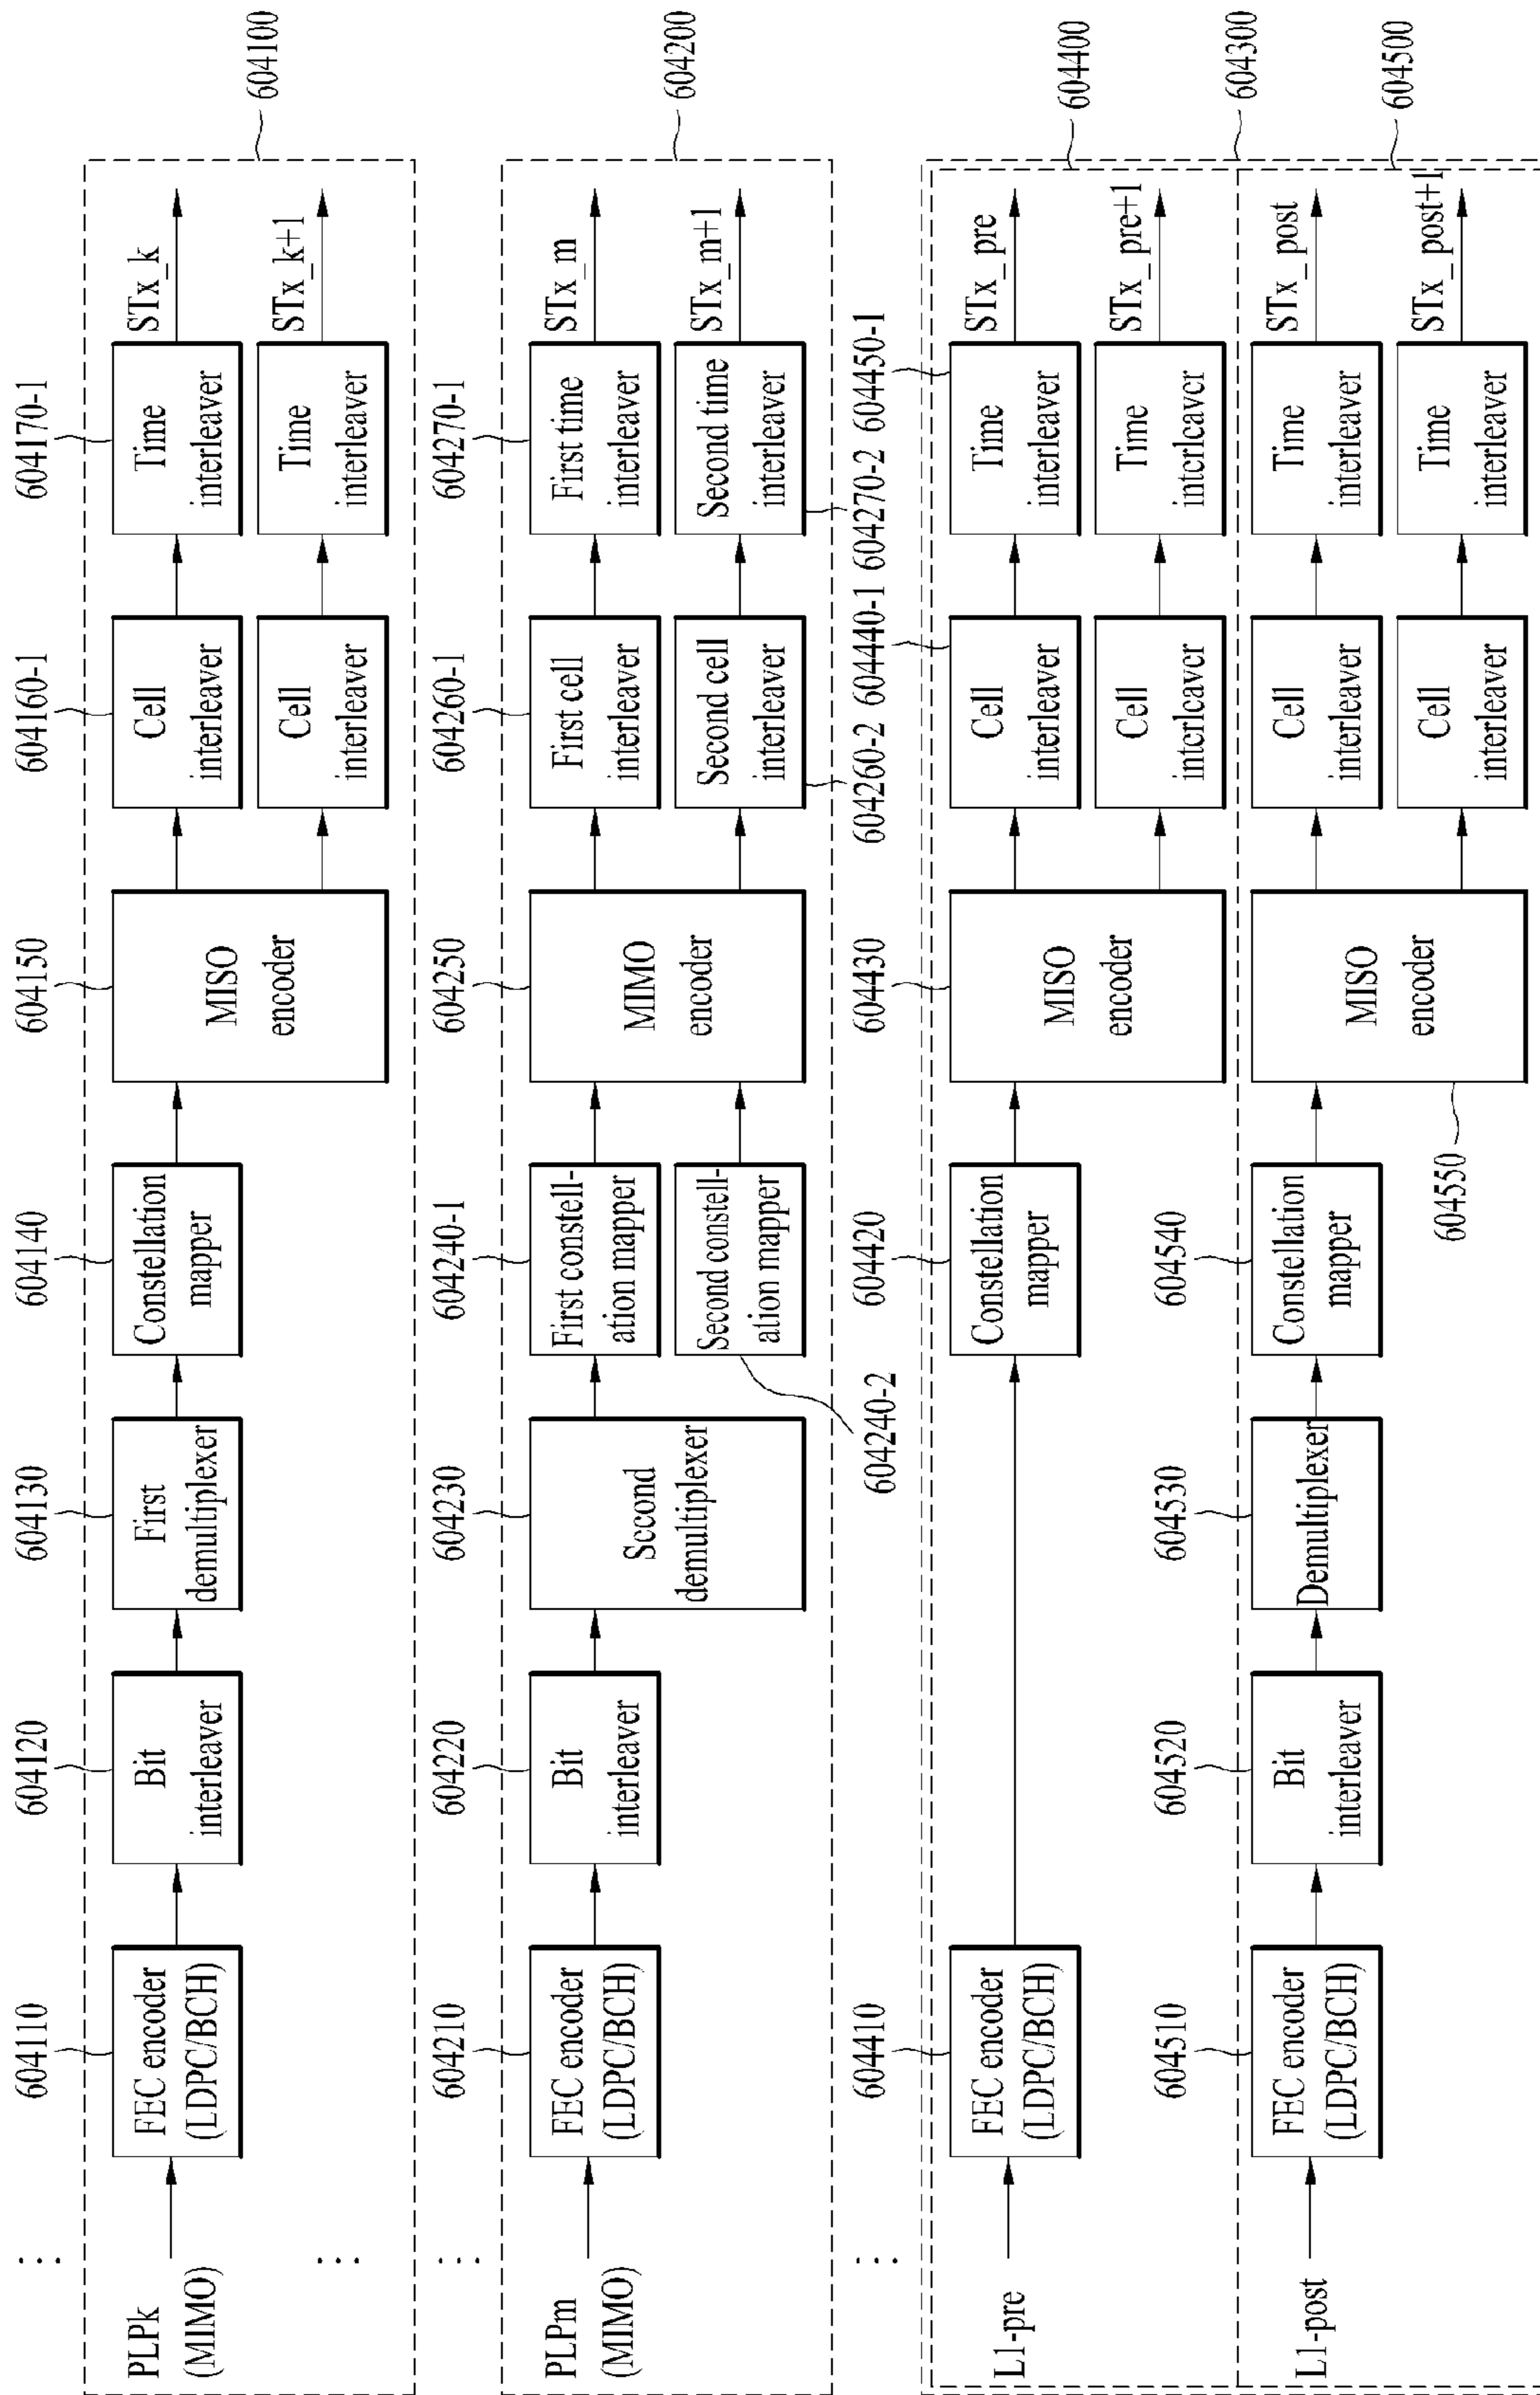 604110
604120
604130
604140
604150
604160-1
604170-1
604100
PLPk
(MIMO)
FEC encoder
(LDPC/BCH)
Bit
interleaver
First
demultiplexer
Constellation
mapper
MISO
encoder
Cell
interleaver
Time
interleaver
STx_k
Cell
interleaver
Time
interleaver
STx_k+1
604210
604220
604230
604240-1
604250
604260-1
604270-1
604200
PLPm
(MIMO)
FEC encoder
(LDPC/BCH)
Bit
interleaver
Second
demultiplexer
First constell-
ation mapper
MIMO
encoder
First cell
interleaver
First time
interleaver
STx_m
Second constell-
ation mapper
Second cell
interleaver
Second time
interleaver
STx_m+1
604240-2
604260-2
604270-2
604410
604420
604430
604440-1
604450-1
604400
604300
L1-pre
FEC encoder
(LDPC/BCH)
Constellation
mapper
MISO
encoder
Cell
interleaver
Time
interleaver
STx_pre
Cell
interleaver
Time
interleaver
STx_pre+1
604510
604520
604530
604540
604550
604500
L1-post
FEC encoder
(LDPC/BCH)
Bit
interleaver
Demultiplexer
Constellation
mapper
MISO
encoder
Cell
interleaver
Time
interleaver
STx_post
Cell
interleaver
Time
interleaver
STx_post+1